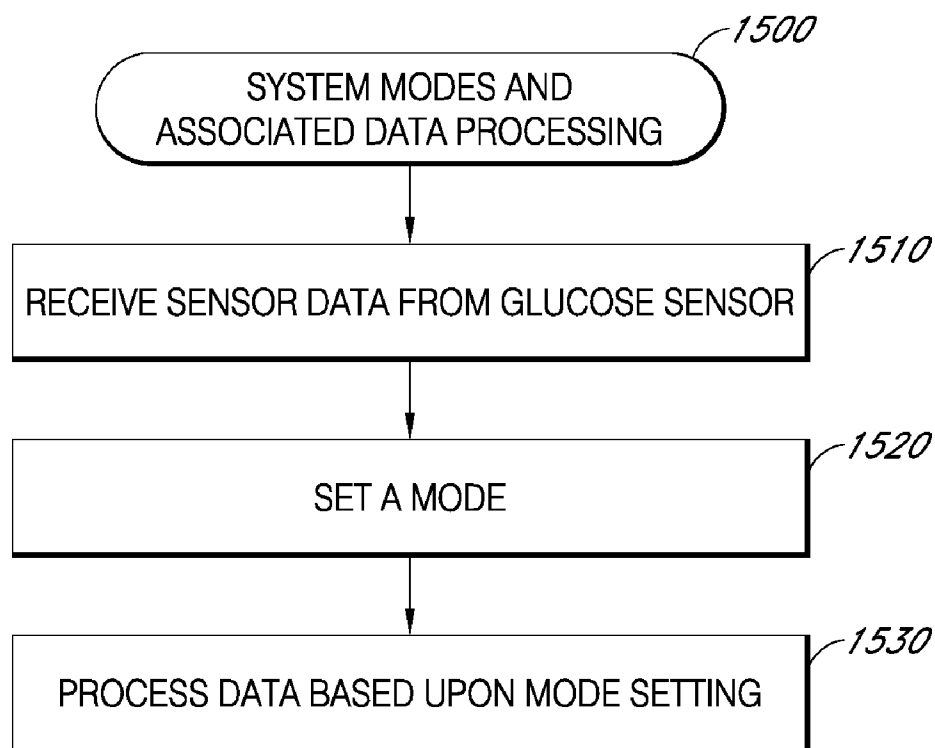 1500
SYSTEM MODES AND
ASSOCIATED DATA PROCESSING
1510
RECEIVE SENSOR DATA FROM GLUCOSE SENSOR
1520
SET A MODE
1530
PROCESS DATA BASED UPON MODE SETTING